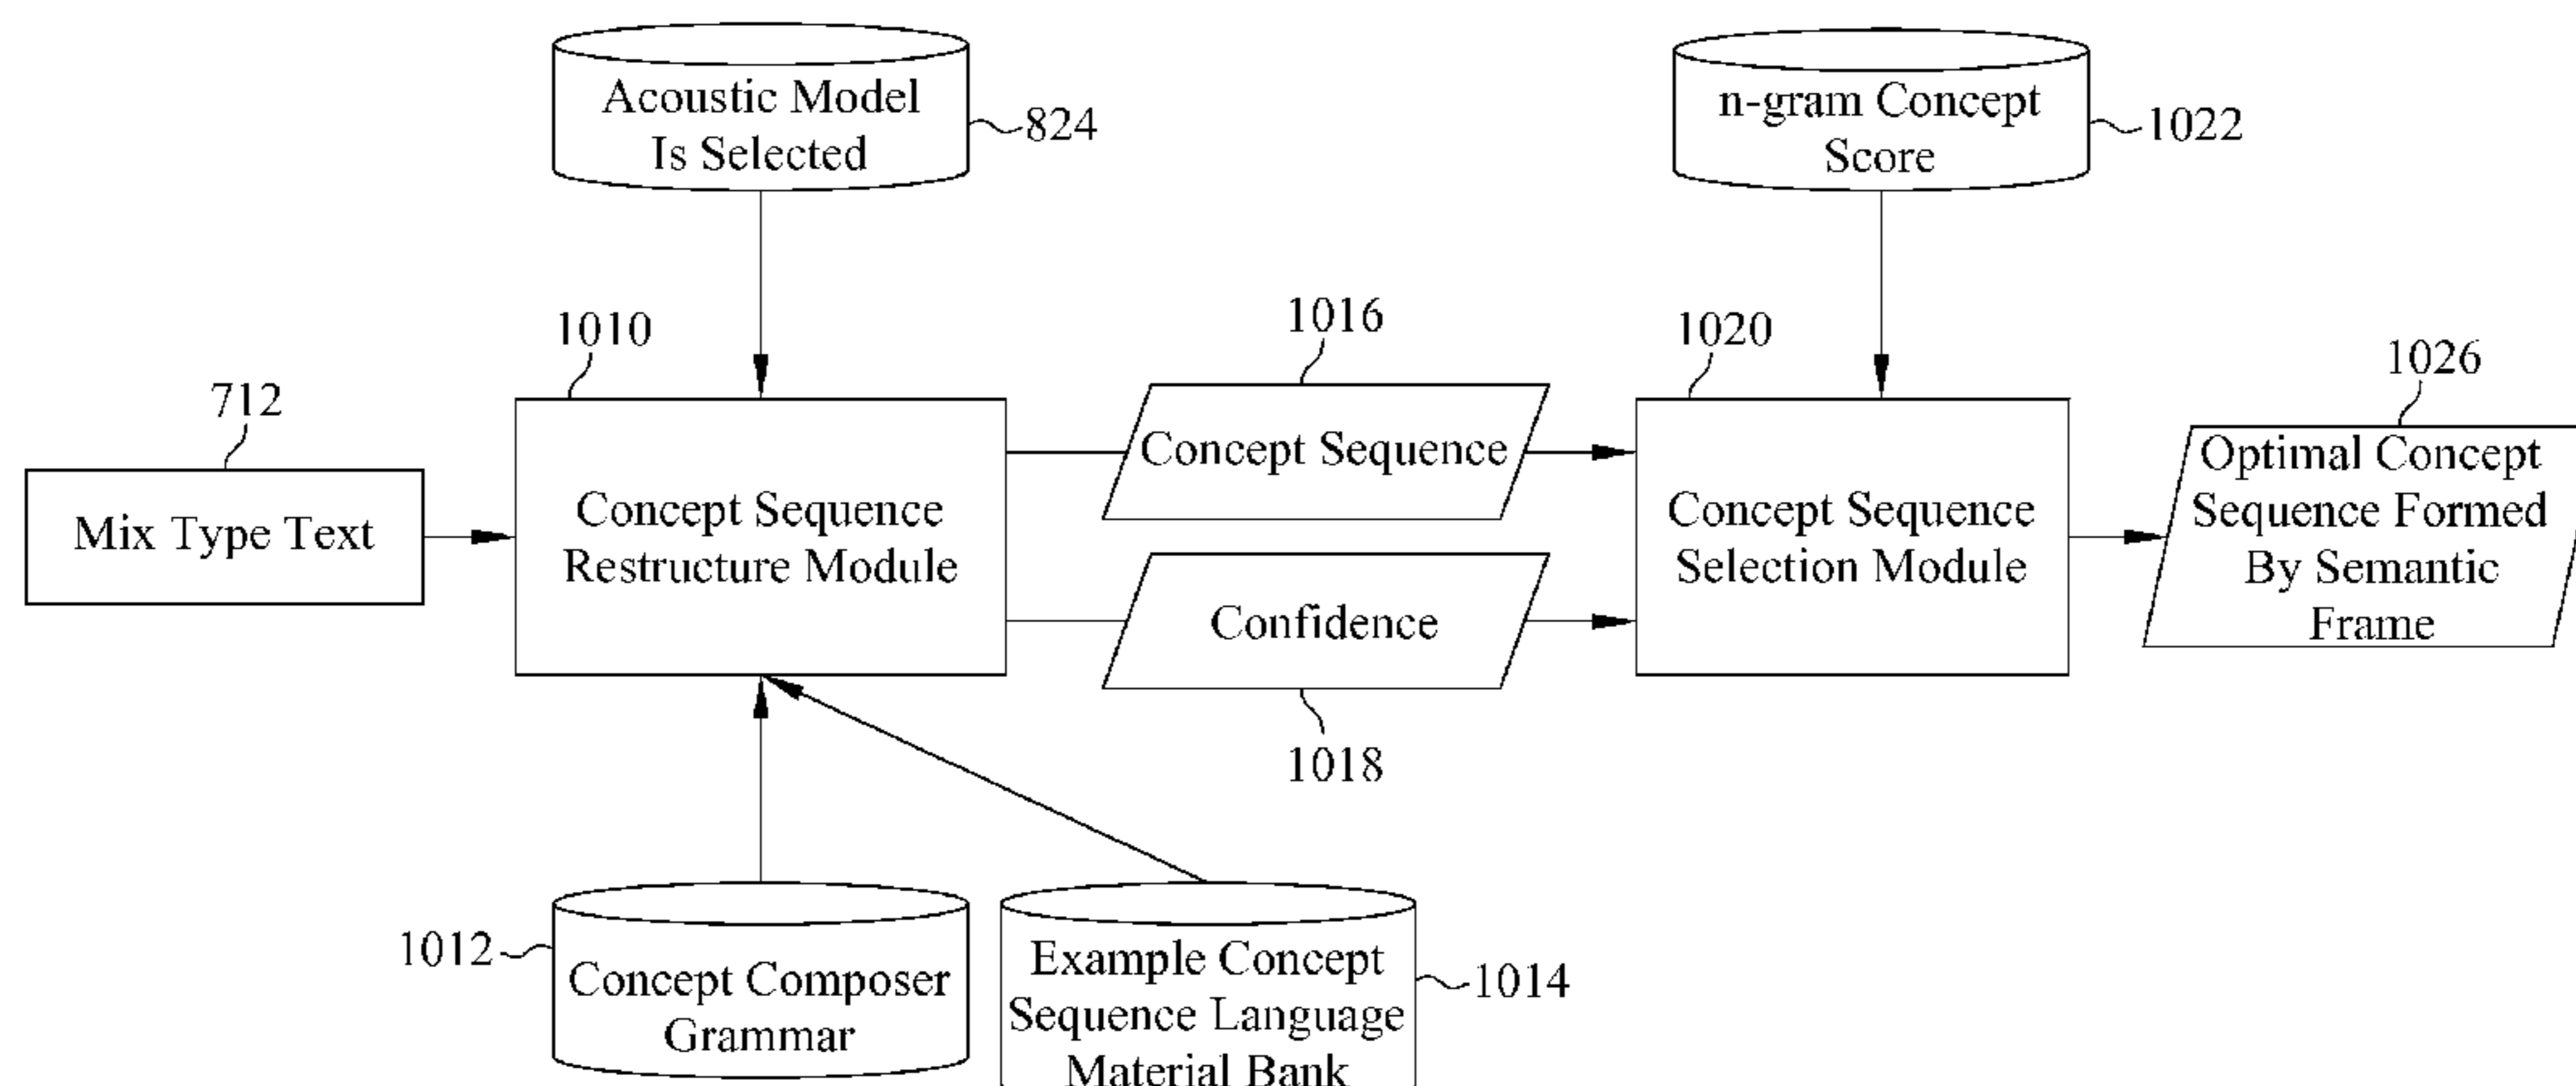 Acoustic Model
Is Selected
824
n-gram Concept
Score
1022
1010
1016
1020
1026
712
Mix Type Text
Concept Sequence
Restructure Module
Concept Sequence
Confidence
1018
Concept Sequence
Selection Module
Optimal Concept
Sequence Formed
By Semantic
Frame
1012
Concept Composer
Grammar
Example Concept
Sequence Language
Material Bank
1014